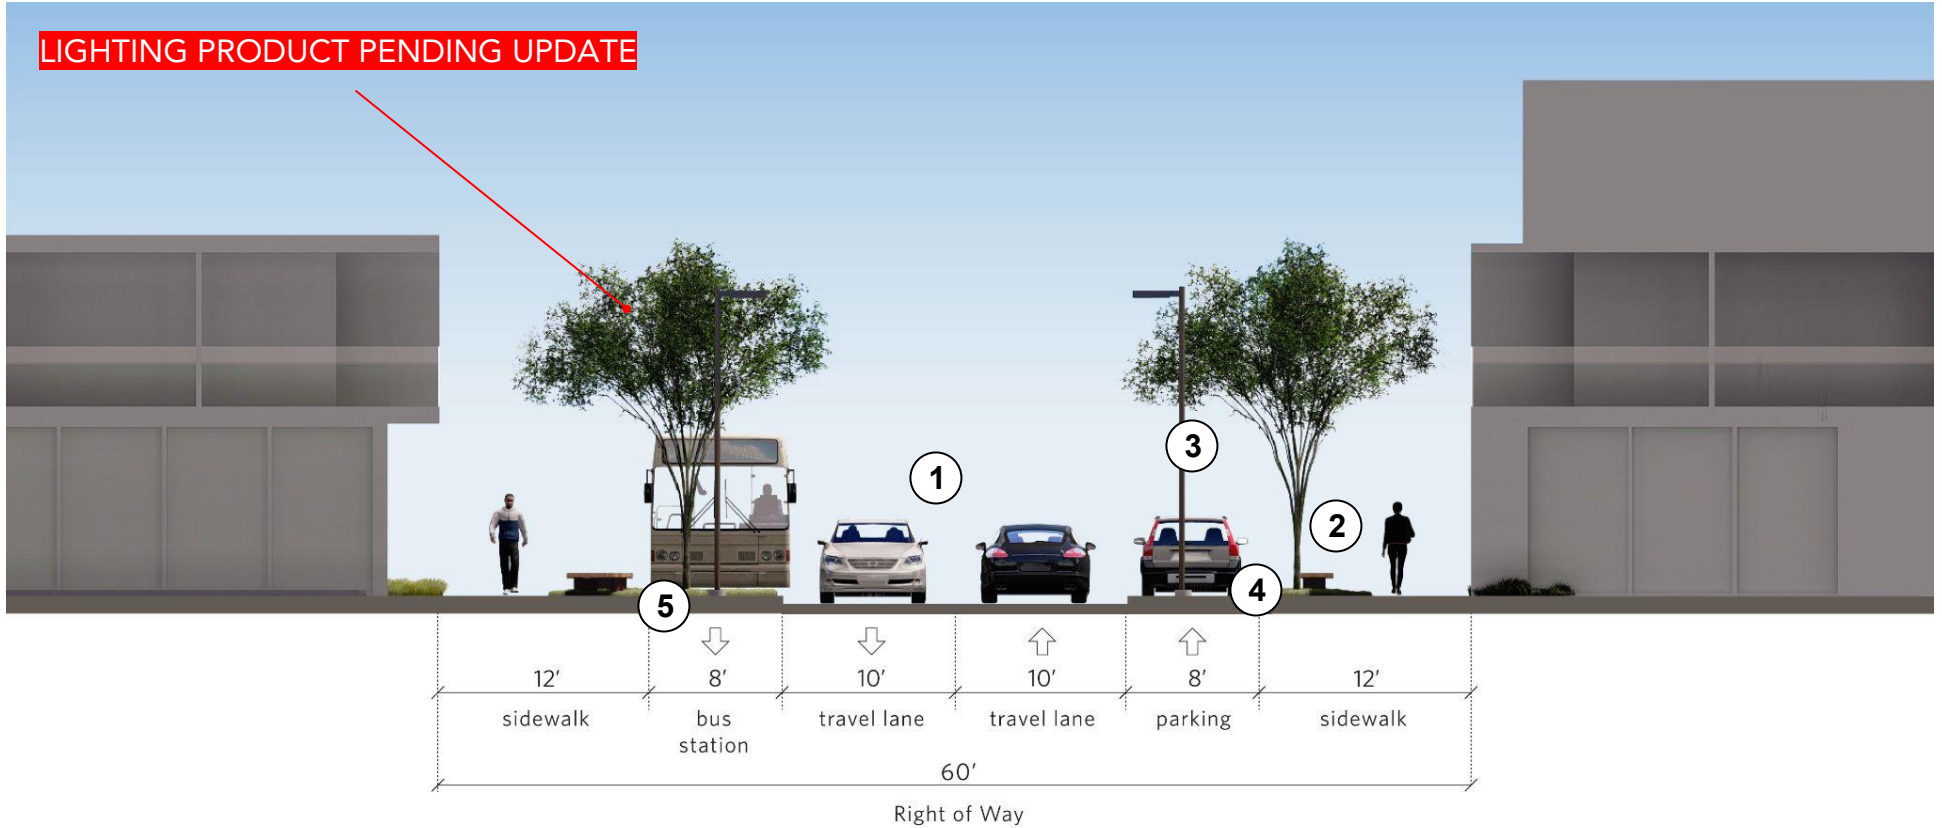 LIGHTING PRODUCT PENDING UPDATE
1
3
2
4
5
12' 8' 10' 10' 8' 12'
sidewalk bus station travel lane travel lane parking sidewalk
60'
Right of Way